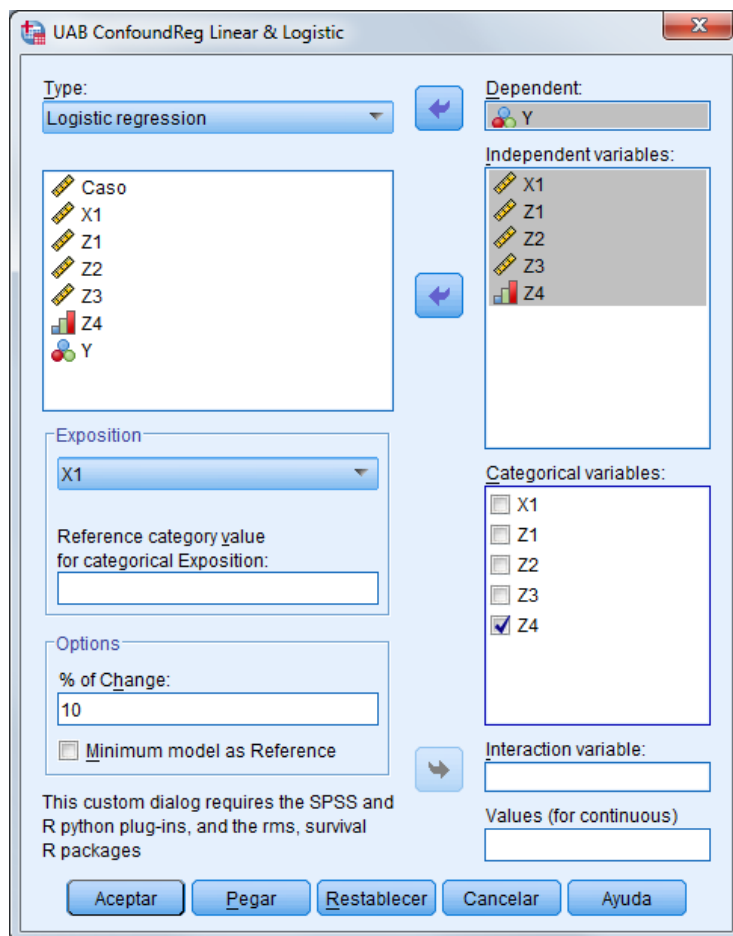 UAB ConfoundReg Linear & Logistic
Type:
Logistic regression
Dependent:
Y
Independent variables:
X1
Z1
Z2
Z3
Z4
Caso
X1
Z1
Z2
Z3
Z4
Y
Exposition
X1
Reference category value
for categorical Exposition:
Categorical variables:
X1
Z1
Z2
Z3
Z4
Options
% of Change:
10
Minimum model as Reference
Interaction variable:
Values (for continuous)
This custom dialog requires the SPSS and
R python plug-ins, and the rms, survival
R packages
Aceptar
Pegar
Restablecer
Cancelar
Ayuda